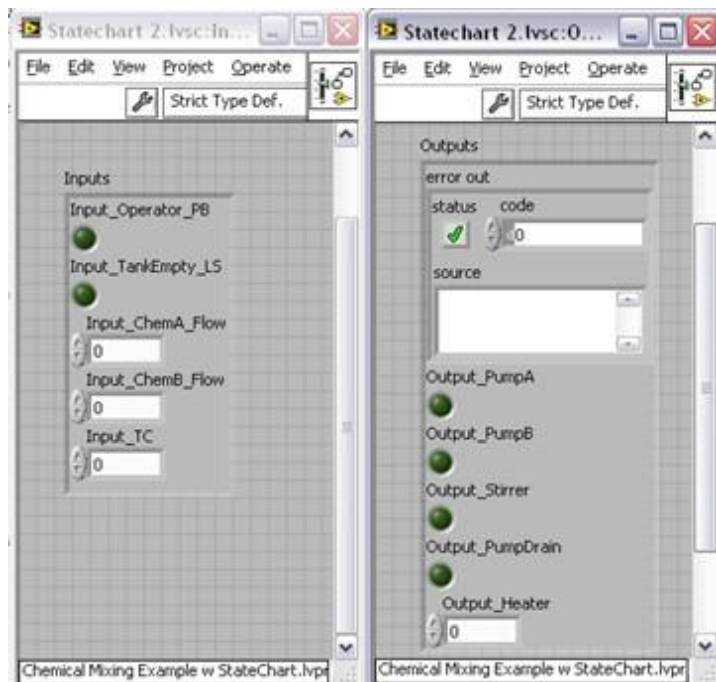 Statechart 2.lvsc:In...
File Edit View Project Operate
Strict Type Def.
Inputs
Input_Operator_PB
Input_TankEmpty_LS
Input_ChemA_Flow
0
Input_ChemB_Flow
0
Input_TC
0
Chemical Mixing Example w StateChart.lvpr
Statechart 2.lvsc:O...
File Edit View Project Operate
Strict Type Def.
Outputs
error out
status code
0
source
Output_PumpA
Output_PumpB
Output_Stirrer
Output_PumpDrain
Output_Heater
0
Chemical Mixing Example w StateChart.lvpr